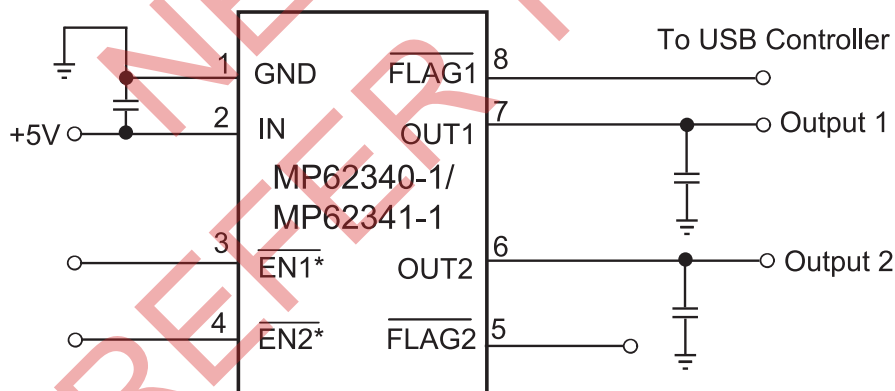 To USB Controller
1 GND
FLAG1 8
+5V
2 IN
OUT1 7
Output 1
MP62340-1/
MP62341-1
3 EN1*
OUT2 6
Output 2
4 EN2*
FLAG2 5
REFER